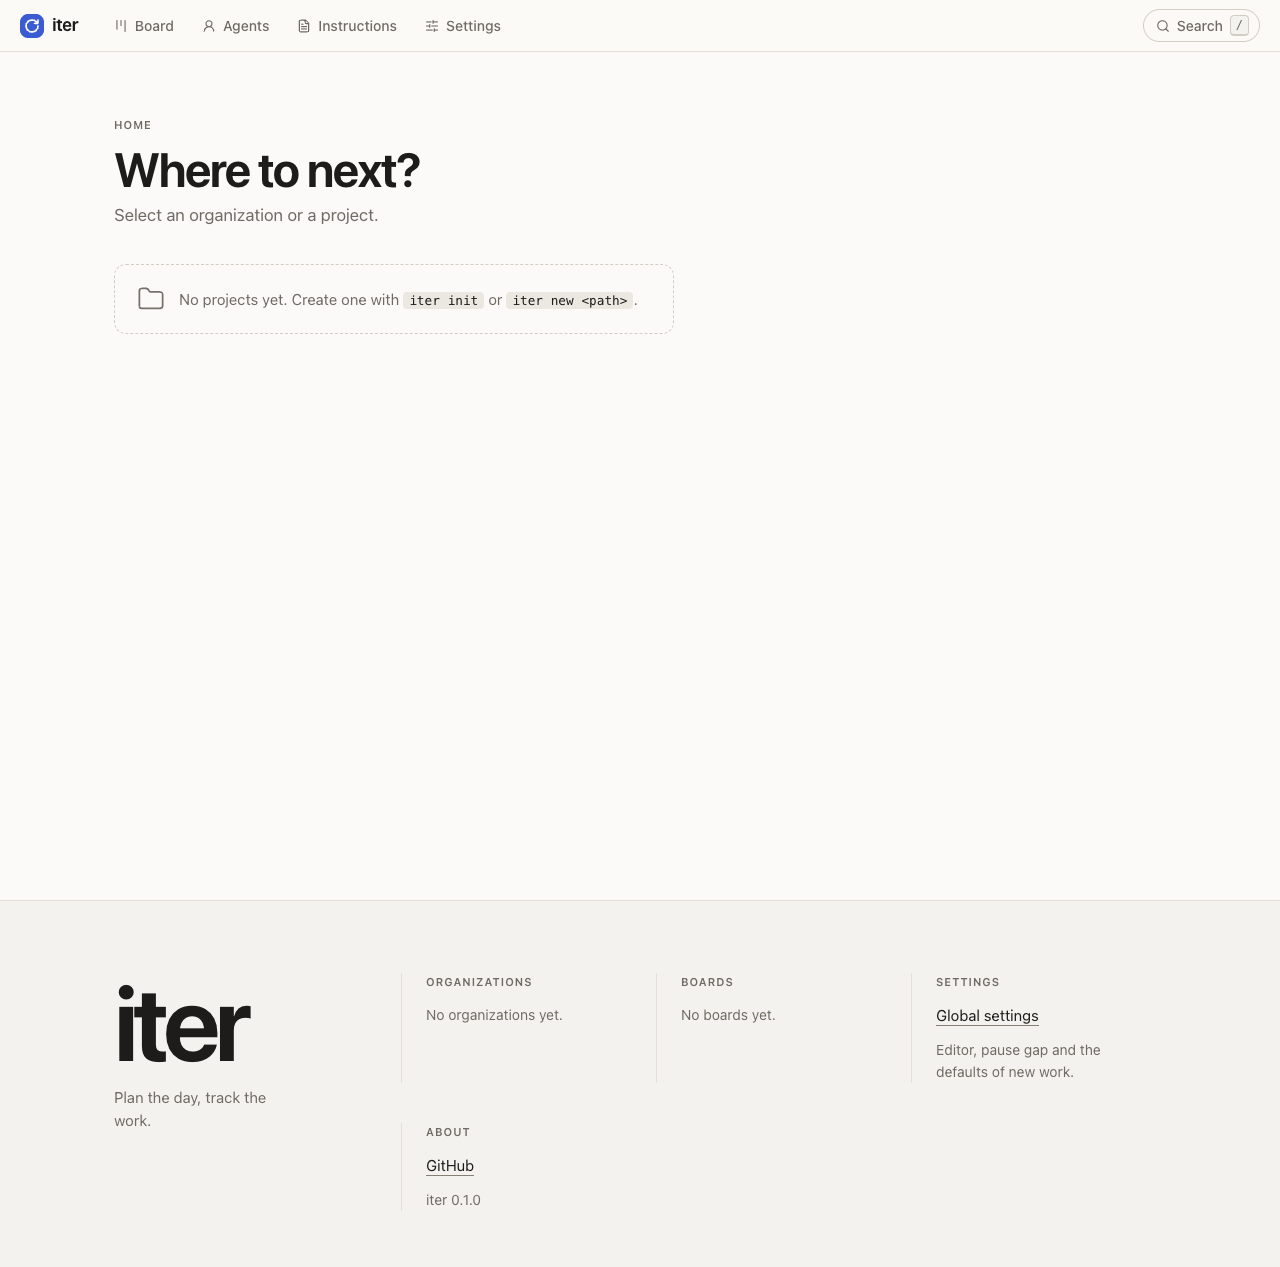 iter
Board
Agents
Instructions
Settings
Search /
HOME
Where to next?
Select an organization or a project.
No projects yet. Create one with iter init or iter new <path>.
iter
Plan the day, track the
work.
ORGANIZATIONS
No organizations yet.
BOARDS
No boards yet.
SETTINGS
Global settings
Editor, pause gap and the
defaults of new work.
ABOUT
GitHub
iter 0.1.0